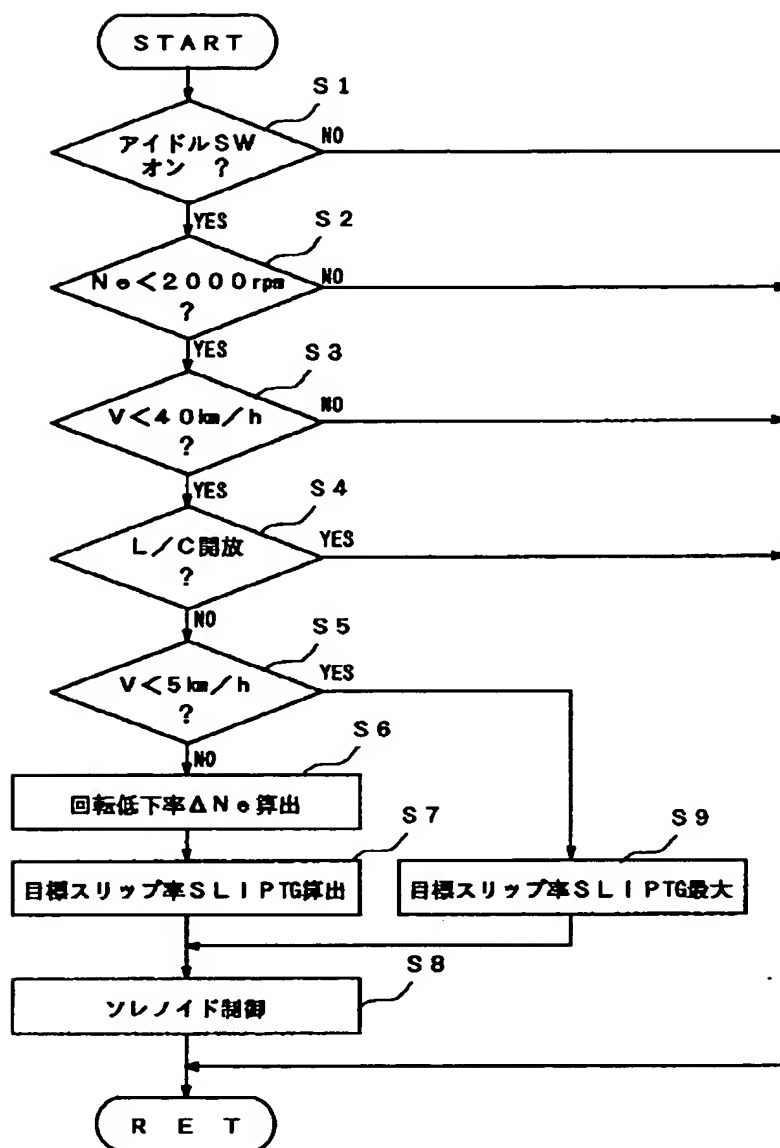 START
S1
アイドルSW
オン ?
NO
YES
S2
Ne<2000rpm
?
NO
YES
S3
V<40km/h
?
NO
YES
S4
L/C開放
?
YES
NO
S5
V<5km/h
?
YES
NO
S6
回転低下率ΔNe算出
S7
目標スリップ率SLIPTG算出
S9
目標スリップ率SLIPTG最大
S8
ソレノイド制御
RET